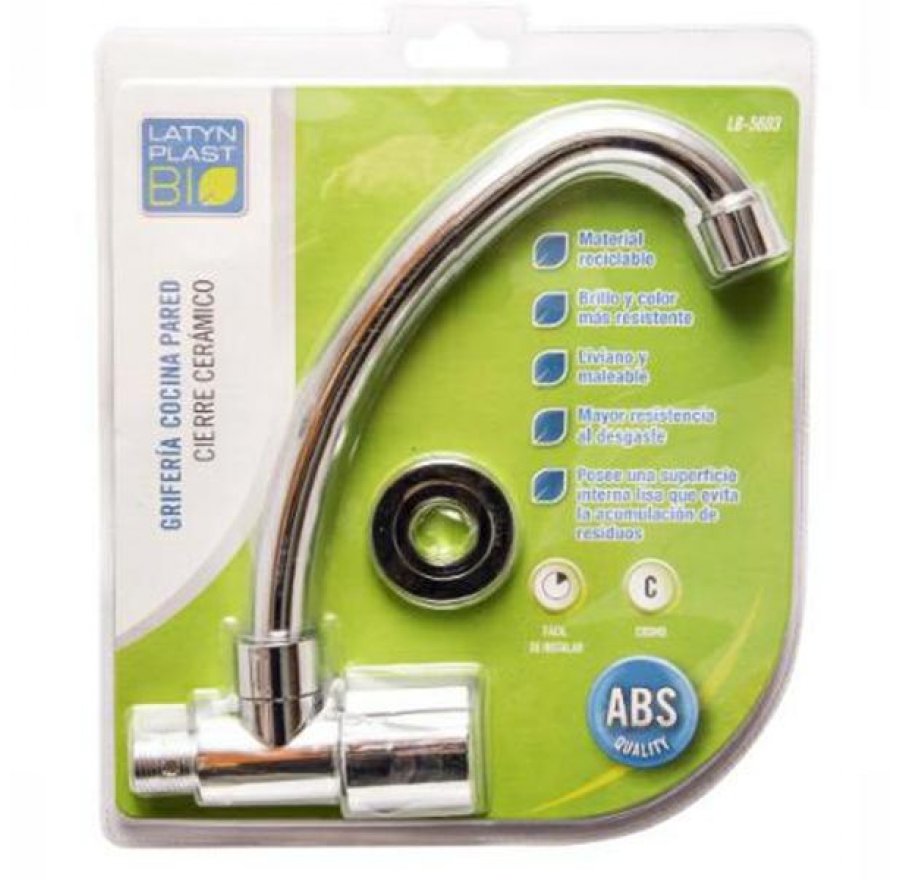 LATYN
PLAST
BIO
LB-5603
GRIFERÍA COCINA PARED
CIERRE CERÁMICO
Material
reciclable
Brillo y color
más resistente
Liviano y
maleable
Mayor resistencia
al desgaste
Posee una superficie
interna lisa que evita
la acumulación de
residuos
C
FÁCIL
DE INSTALAR
CROMO
ABS
QUALITY